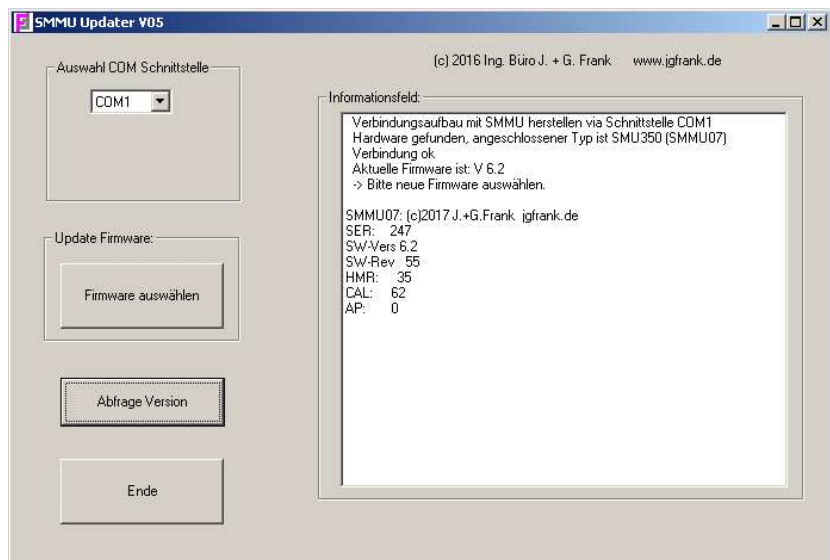 SMMU Updater V05
(c) 2016 Ing. Büro J. + G. Frank www.jgfrank.de
Auswahl COM Schnittstelle
COM1
Update Firmware:
Firmware auswählen
Abfrage Version
Ende
Informationsfeld:
Verbindungsaufbau mit SMMU herstellen via Schnittstelle COM1
Hardware gefunden, angeschlossener Typ ist SMU350 (SMMU07)
Verbindung ok
Aktuelle Firmware ist: V 6.2
-> Bitte neue Firmware auswählen.
SMMU07: (c)2017 J.+G.Frank jgfrank.de
SER: 247
SW-Vers 6.2
SW-Rev 55
HMR: 35
CAL: 62
AP: 0